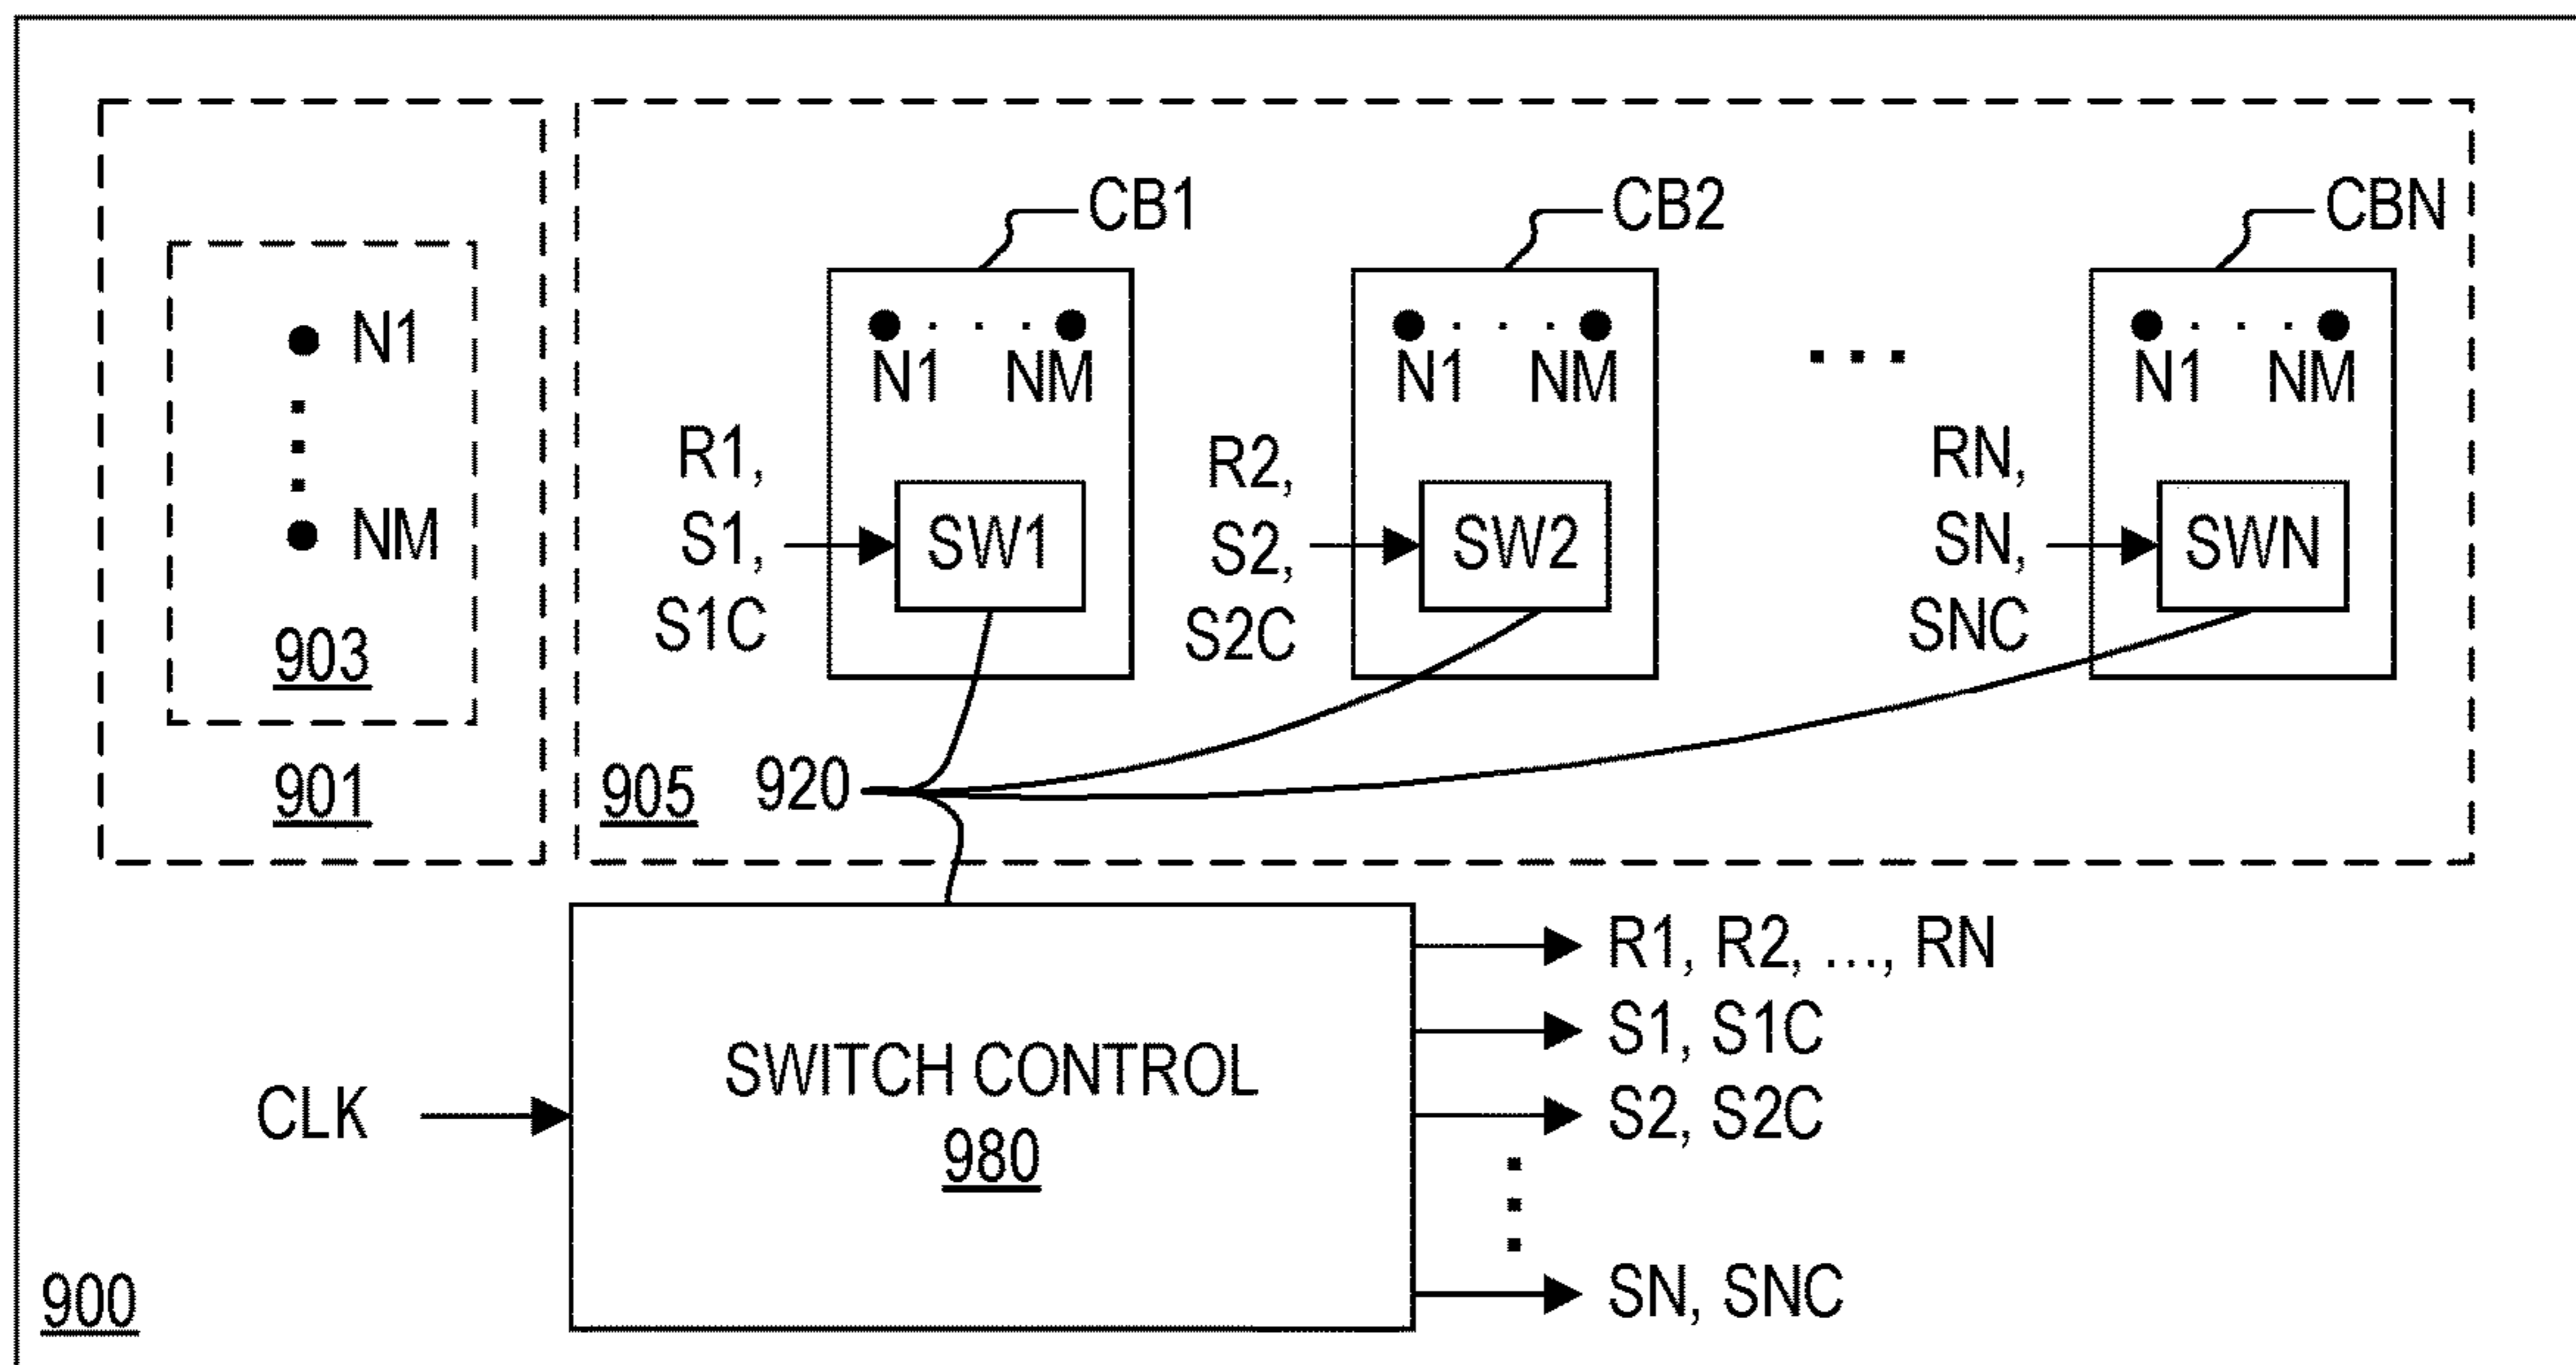 CB1
CB2
CBN
N1
NM
903
901
N1 NM
R1,
S1,
S1C
SW1
N1 NM
R2,
S2,
S2C
SW2
...
N1 NM
RN,
SN,
SNC
SWN
905
920
CLK
SWITCH CONTROL
980
R1, R2, ..., RN
S1, S1C
S2, S2C
SN, SNC
900